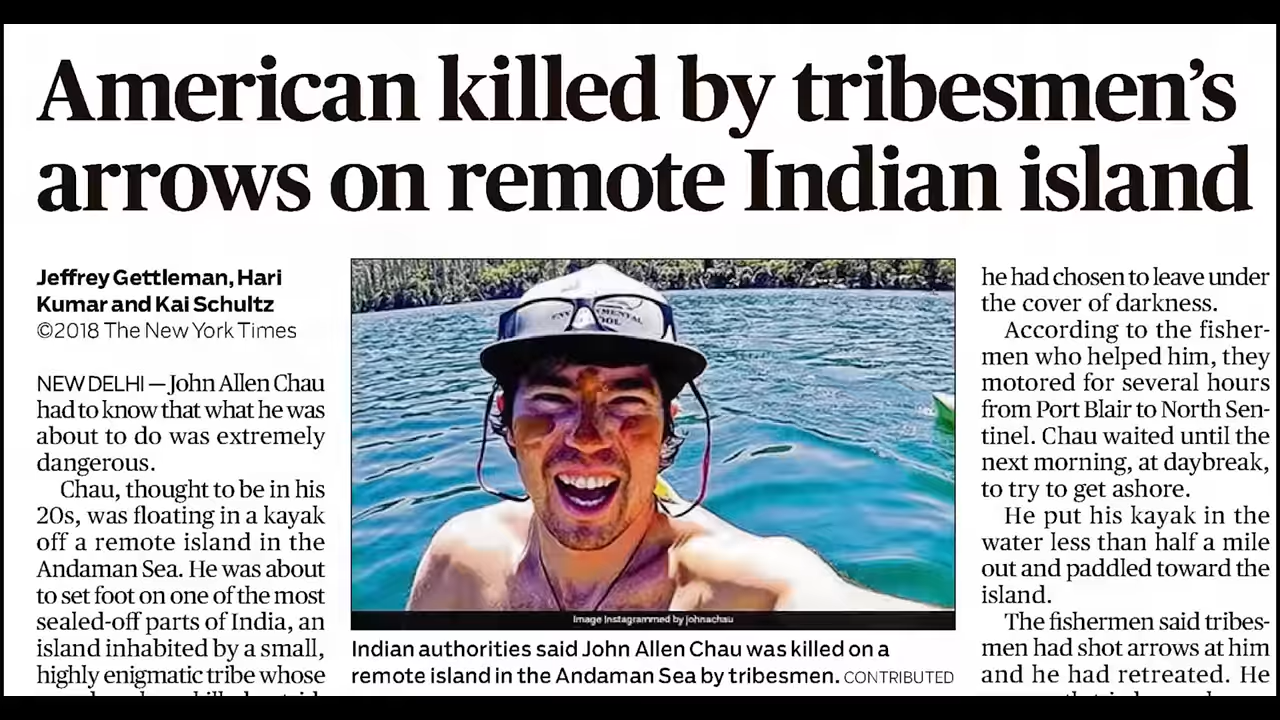 American killed by tribesmen's
arrows on remote Indian island
Jeffrey Gettleman, Hari
Kumar and Kai Schultz
©2018 The New York Times
NEW DELHI — John Allen Chau
had to know that what he was
about to do was extremely
dangerous.
Chau, thought to be in his
20s, was floating in a kayak
off a remote island in the
Andaman Sea. He was about
to set foot on one of the most
sealed-off parts of India, an
island inhabited by a small,
highly enigmatic tribe whose
Image Instagrammed by johnachau
Indian authorities said John Allen Chau was killed on a
remote island in the Andaman Sea by tribesmen. CONTRIBUTED
he had chosen to leave under
the cover of darkness.
According to the fisher-
men who helped him, they
motored for several hours
from Port Blair to North Sen-
tinel. Chau waited until the
next morning, at daybreak,
to try to get ashore.
He put his kayak in the
water less than half a mile
out and paddled toward the
island.
The fishermen said tribes-
men had shot arrows at him
and he had retreated. He